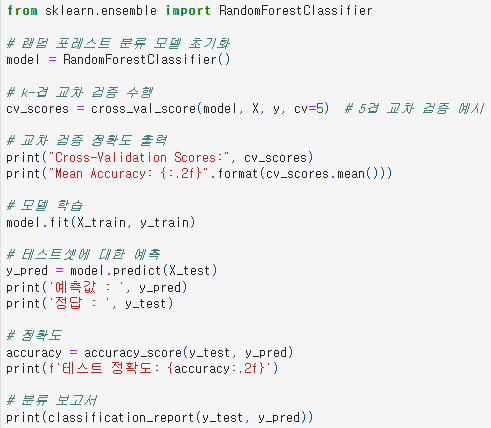 from sklearn.ensemble import RandomForestClassifier
# 랜덤 포레스트 분류 모델 초기화
model = RandomForestClassifier()
# k-겹 교차 검증 수행
cv_scores = cross_val_score(model, X, y, cv=5)  # 5겹 교차 검증 예시
# 교차 검증 정확도 출력
print("Cross-Validation Scores:", cv_scores)
print("Mean Accuracy: {:.2f}".format(cv_scores.mean()))
# 모델 학습
model.fit(X_train, y_train)
# 테스트셋에 대한 예측
y_pred = model.predict(X_test)
print('예측값 : ', y_pred)
print('정답 : ', y_test)
# 정확도
accuracy = accuracy_score(y_test, y_pred)
print(f'테스트 정확도: {accuracy:.2f}')
# 분류 보고서
print(classification_report(y_test, y_pred))